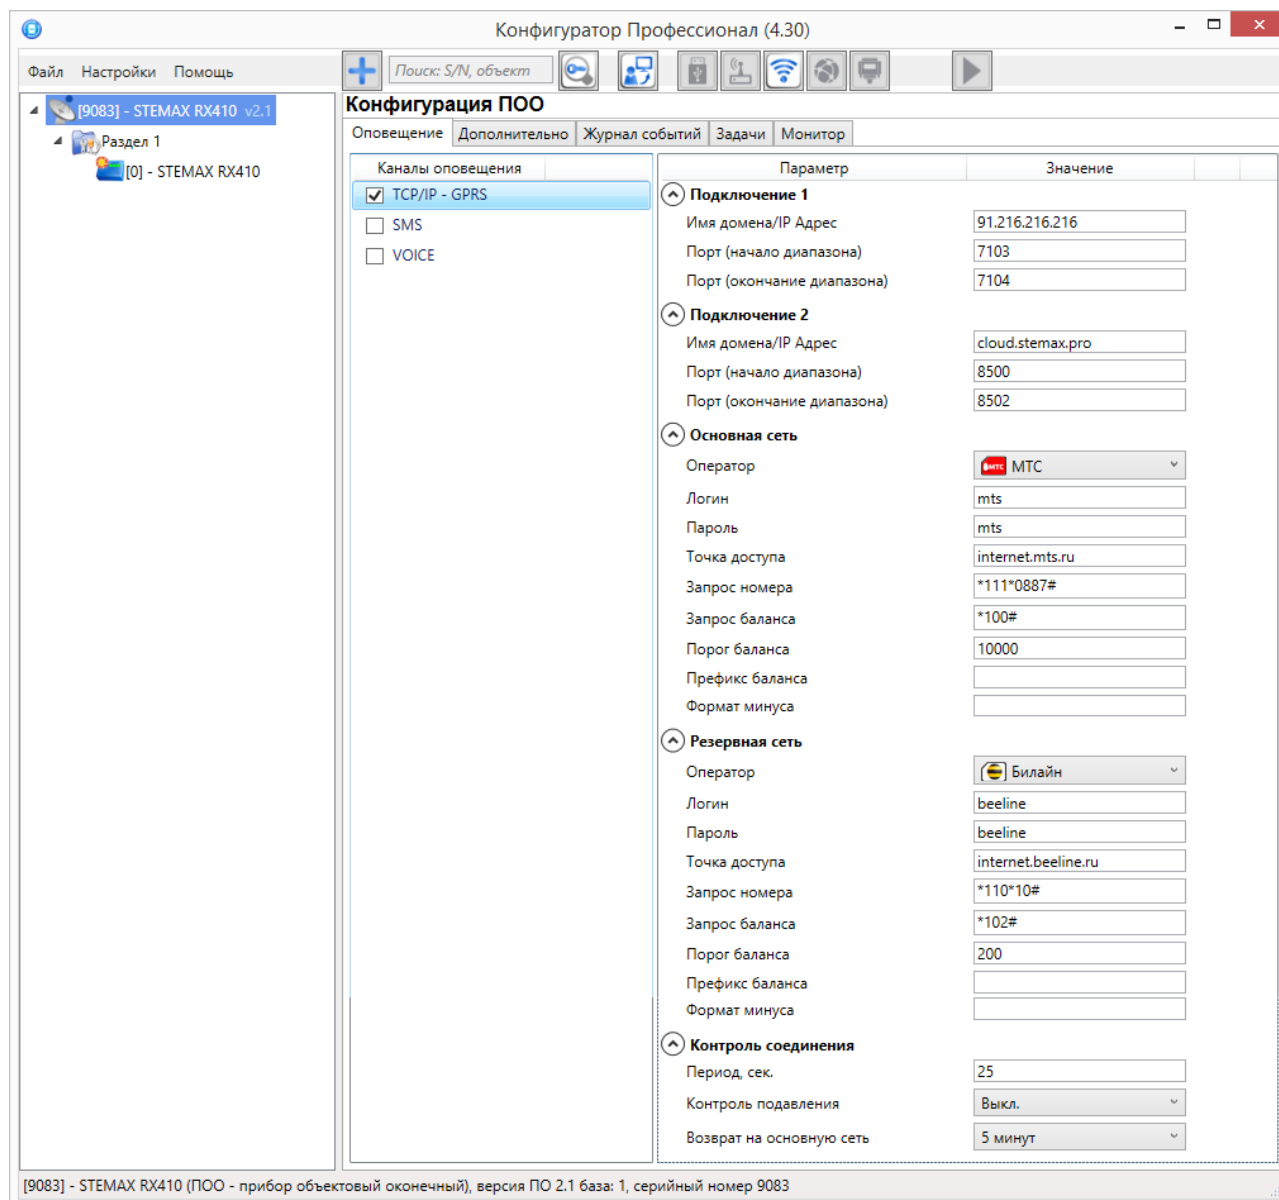 Конфигуратор Професcионал (4.30)
Файл Настройки Помощь
Поиск: S/N, объект
[9083] - STEMAX RX410 v2.1
Раздел 1
[0] - STEMAX RX410
Конфигурация ПОО
Оповещение Дополнительно Журнал событий Задачи Монитор
Каналы оповещения
TCP/IP - GPRS
SMS
VOICE
Параметр Значение
Подключение 1
Имя домена/IP Адрес 91.216.216.216
Порт (начало диапазона) 7103
Порт (окончание диапазона) 7104
Подключение 2
Имя домена/IP Адрес cloud.stemax.pro
Порт (начало диапазона) 8500
Порт (окончание диапазона) 8502
Основная сеть
Оператор МТС МТС
Логин mts
Пароль mts
Точка доступа internet.mts.ru
Запрос номера *111*0887#
Запрос баланса *100#
Порог баланса 10000
Префикс баланса
Формат минуса
Резервная сеть
Оператор Билайн
Логин beeline
Пароль beeline
Точка доступа internet.beeline.ru
Запрос номера *110*10#
Запрос баланса *102#
Порог баланса 200
Префикс баланса
Формат минуса
Контроль соединения
Период, сек. 25
Контроль подавления Выкл.
Возврат на основную сеть 5 минут
[9083] - STEMAX RX410 (ПОО - прибор объектовый оконечный), версия ПО 2.1 база: 1, серийный номер 9083